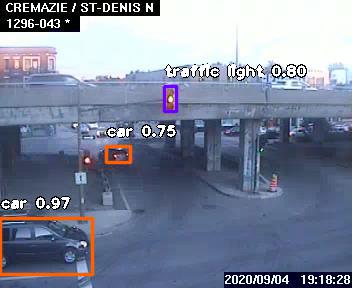 CREMAZIE / ST-DENIS N
1296-043 *
traffic light 0.80
car 0.75
car 0.97
2020/09/04 19:18:28